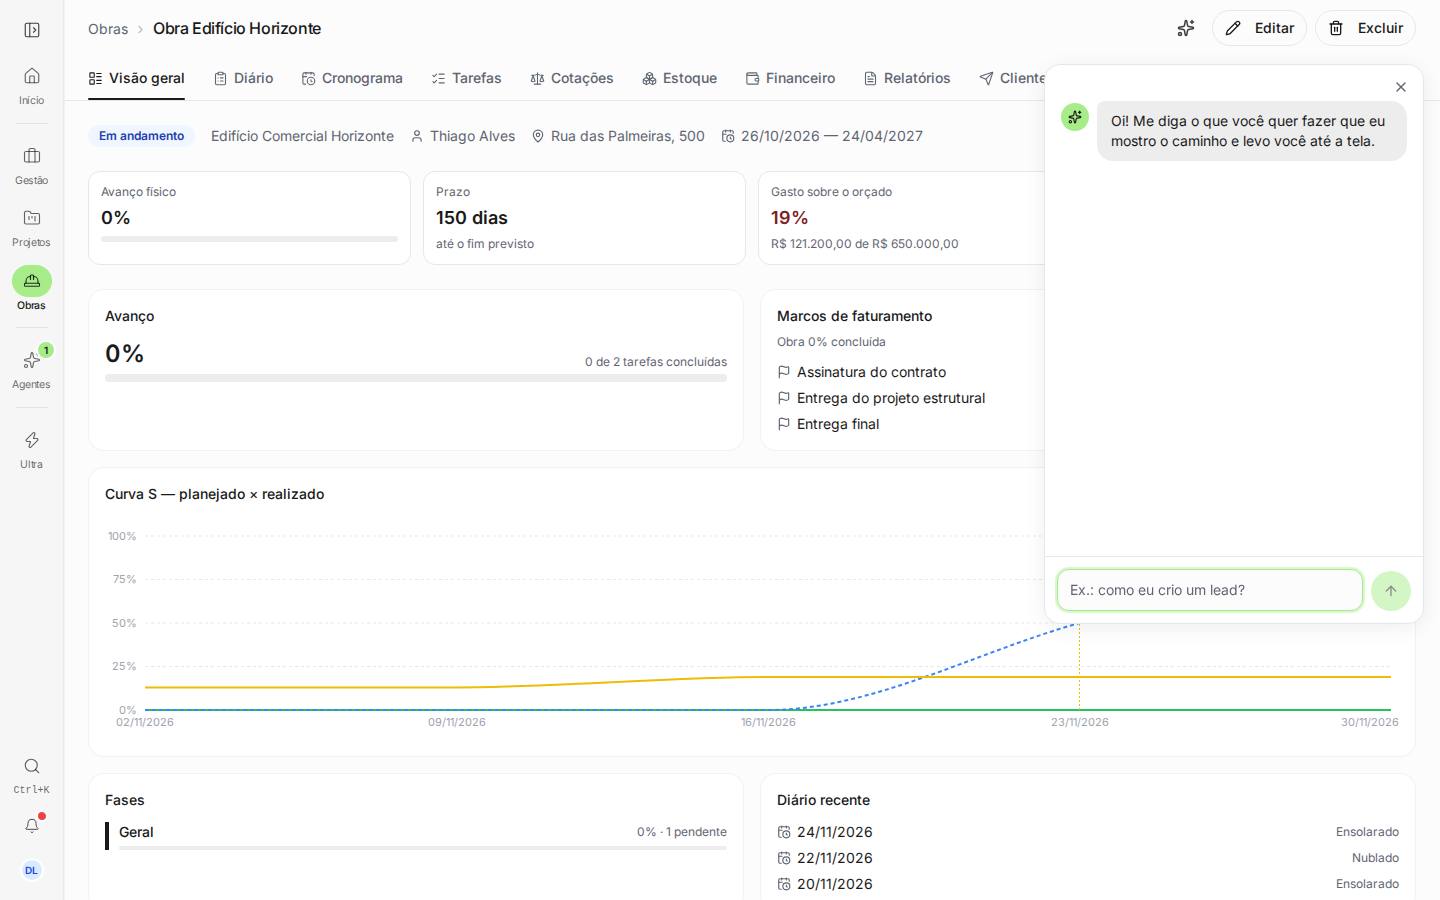 Obras
Obra Edifício Horizonte
Editar
Excluir
Início
Gestão
Projetos
Obras
1
Agentes
Ultra
Ctrl+K
DL
Visão geral
Diário
Cronograma
Tarefas
Cotações
Estoque
Financeiro
Relatórios
Cliente
Em andamento
Edifício Comercial Horizonte
Thiago Alves
Rua das Palmeiras, 500
26/10/2026 — 24/04/2027
Avanço físico
0%
Prazo
150 dias
até o fim previsto
Gasto sobre o orçado
19%
R$ 121.200,00 de R$ 650.000,00
Avanço
0%
0 de 2 tarefas concluídas
Marcos de faturamento
Obra 0% concluída
Assinatura do contrato
Entrega do projeto estrutural
Entrega final
Curva S — planejado × realizado
100%
75%
50%
25%
0%
02/11/2026
09/11/2026
16/11/2026
23/11/2026
30/11/2026
Fases
Geral
0% · 1 pendente
Diário recente
24/11/2026
Ensolarado
22/11/2026
Nublado
20/11/2026
Ensolarado
Oi! Me diga o que você quer fazer que eu
mostro o caminho e levo você até a tela.
Ex.: como eu crio um lead?